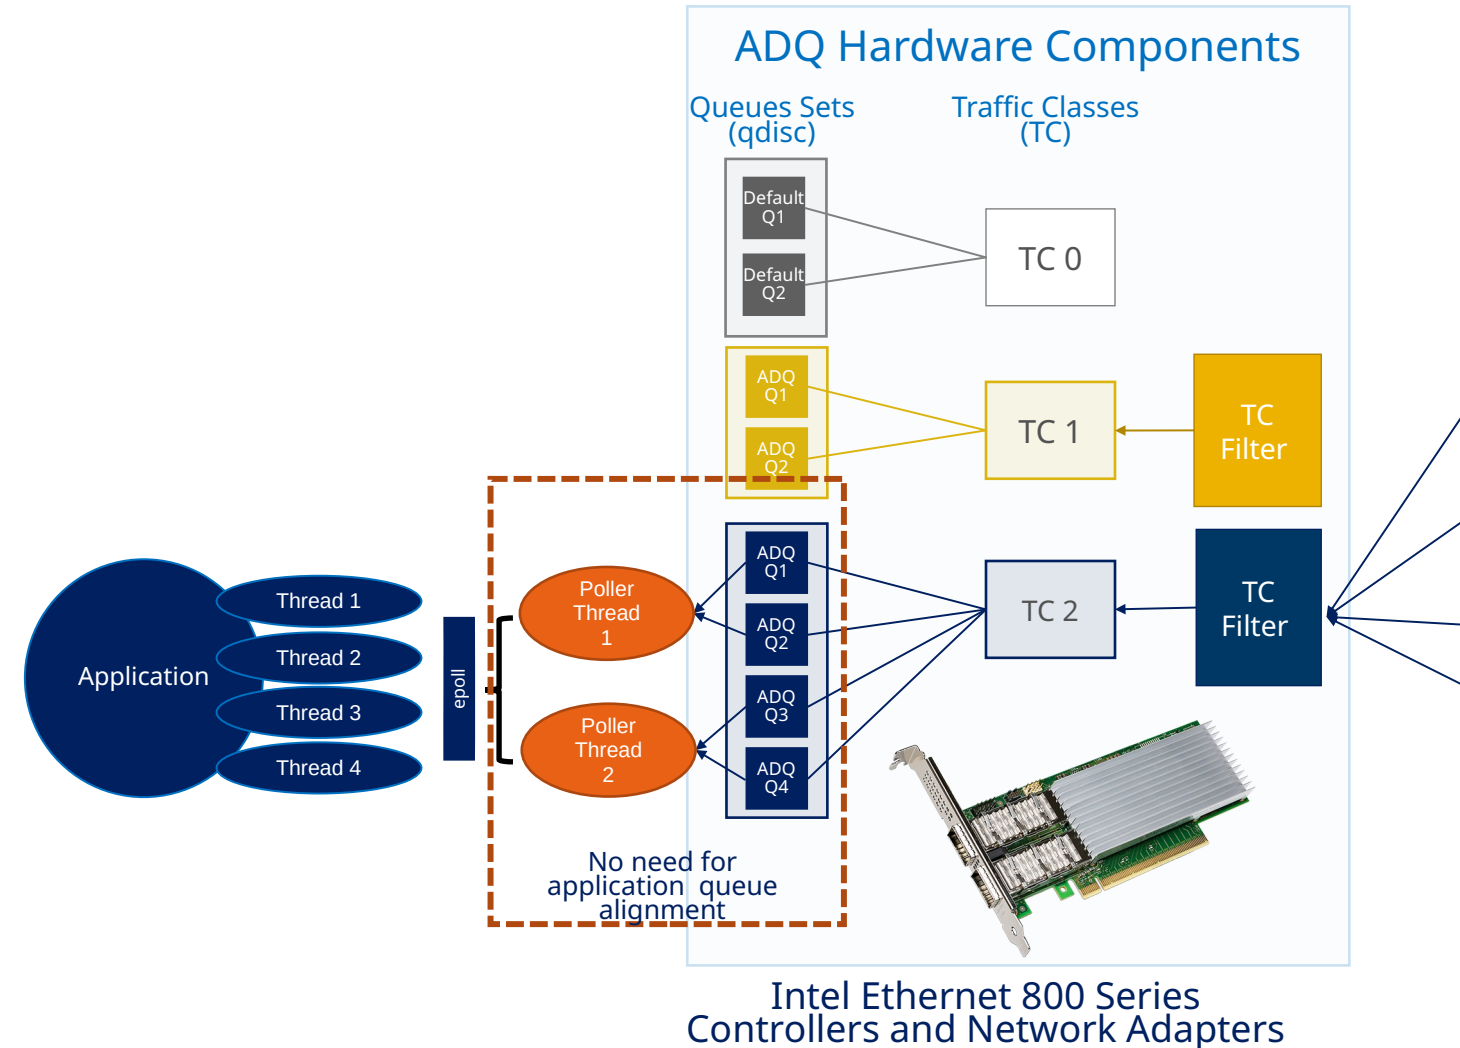 ADQ Hardware Components
Queues Sets
(qdisc)
Traffic Classes
(TC)
Default
Q1
Default
Q2
TC 0
ADQ
Q1
ADQ
Q2
TC 1
TC
Filter
ADQ
Q1
ADQ
Q2
ADQ
Q3
ADQ
Q4
TC 2
TC
Filter
Application
Thread 1
Thread 2
Thread 3
Thread 4
epoll
Poller
Thread
1
Poller
Thread
2
No need for
application queue
alignment
Intel Ethernet 800 Series
Controllers and Network Adapters